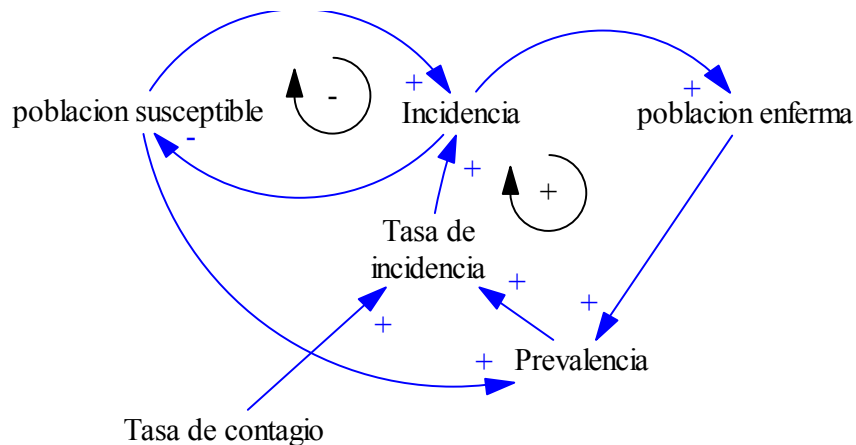 +
-
+
poblacion susceptible
Incidencia
poblacion enferma
-
+
+
Tasa de
incidencia
+
+
+
+
Prevalencia
Tasa de contagio